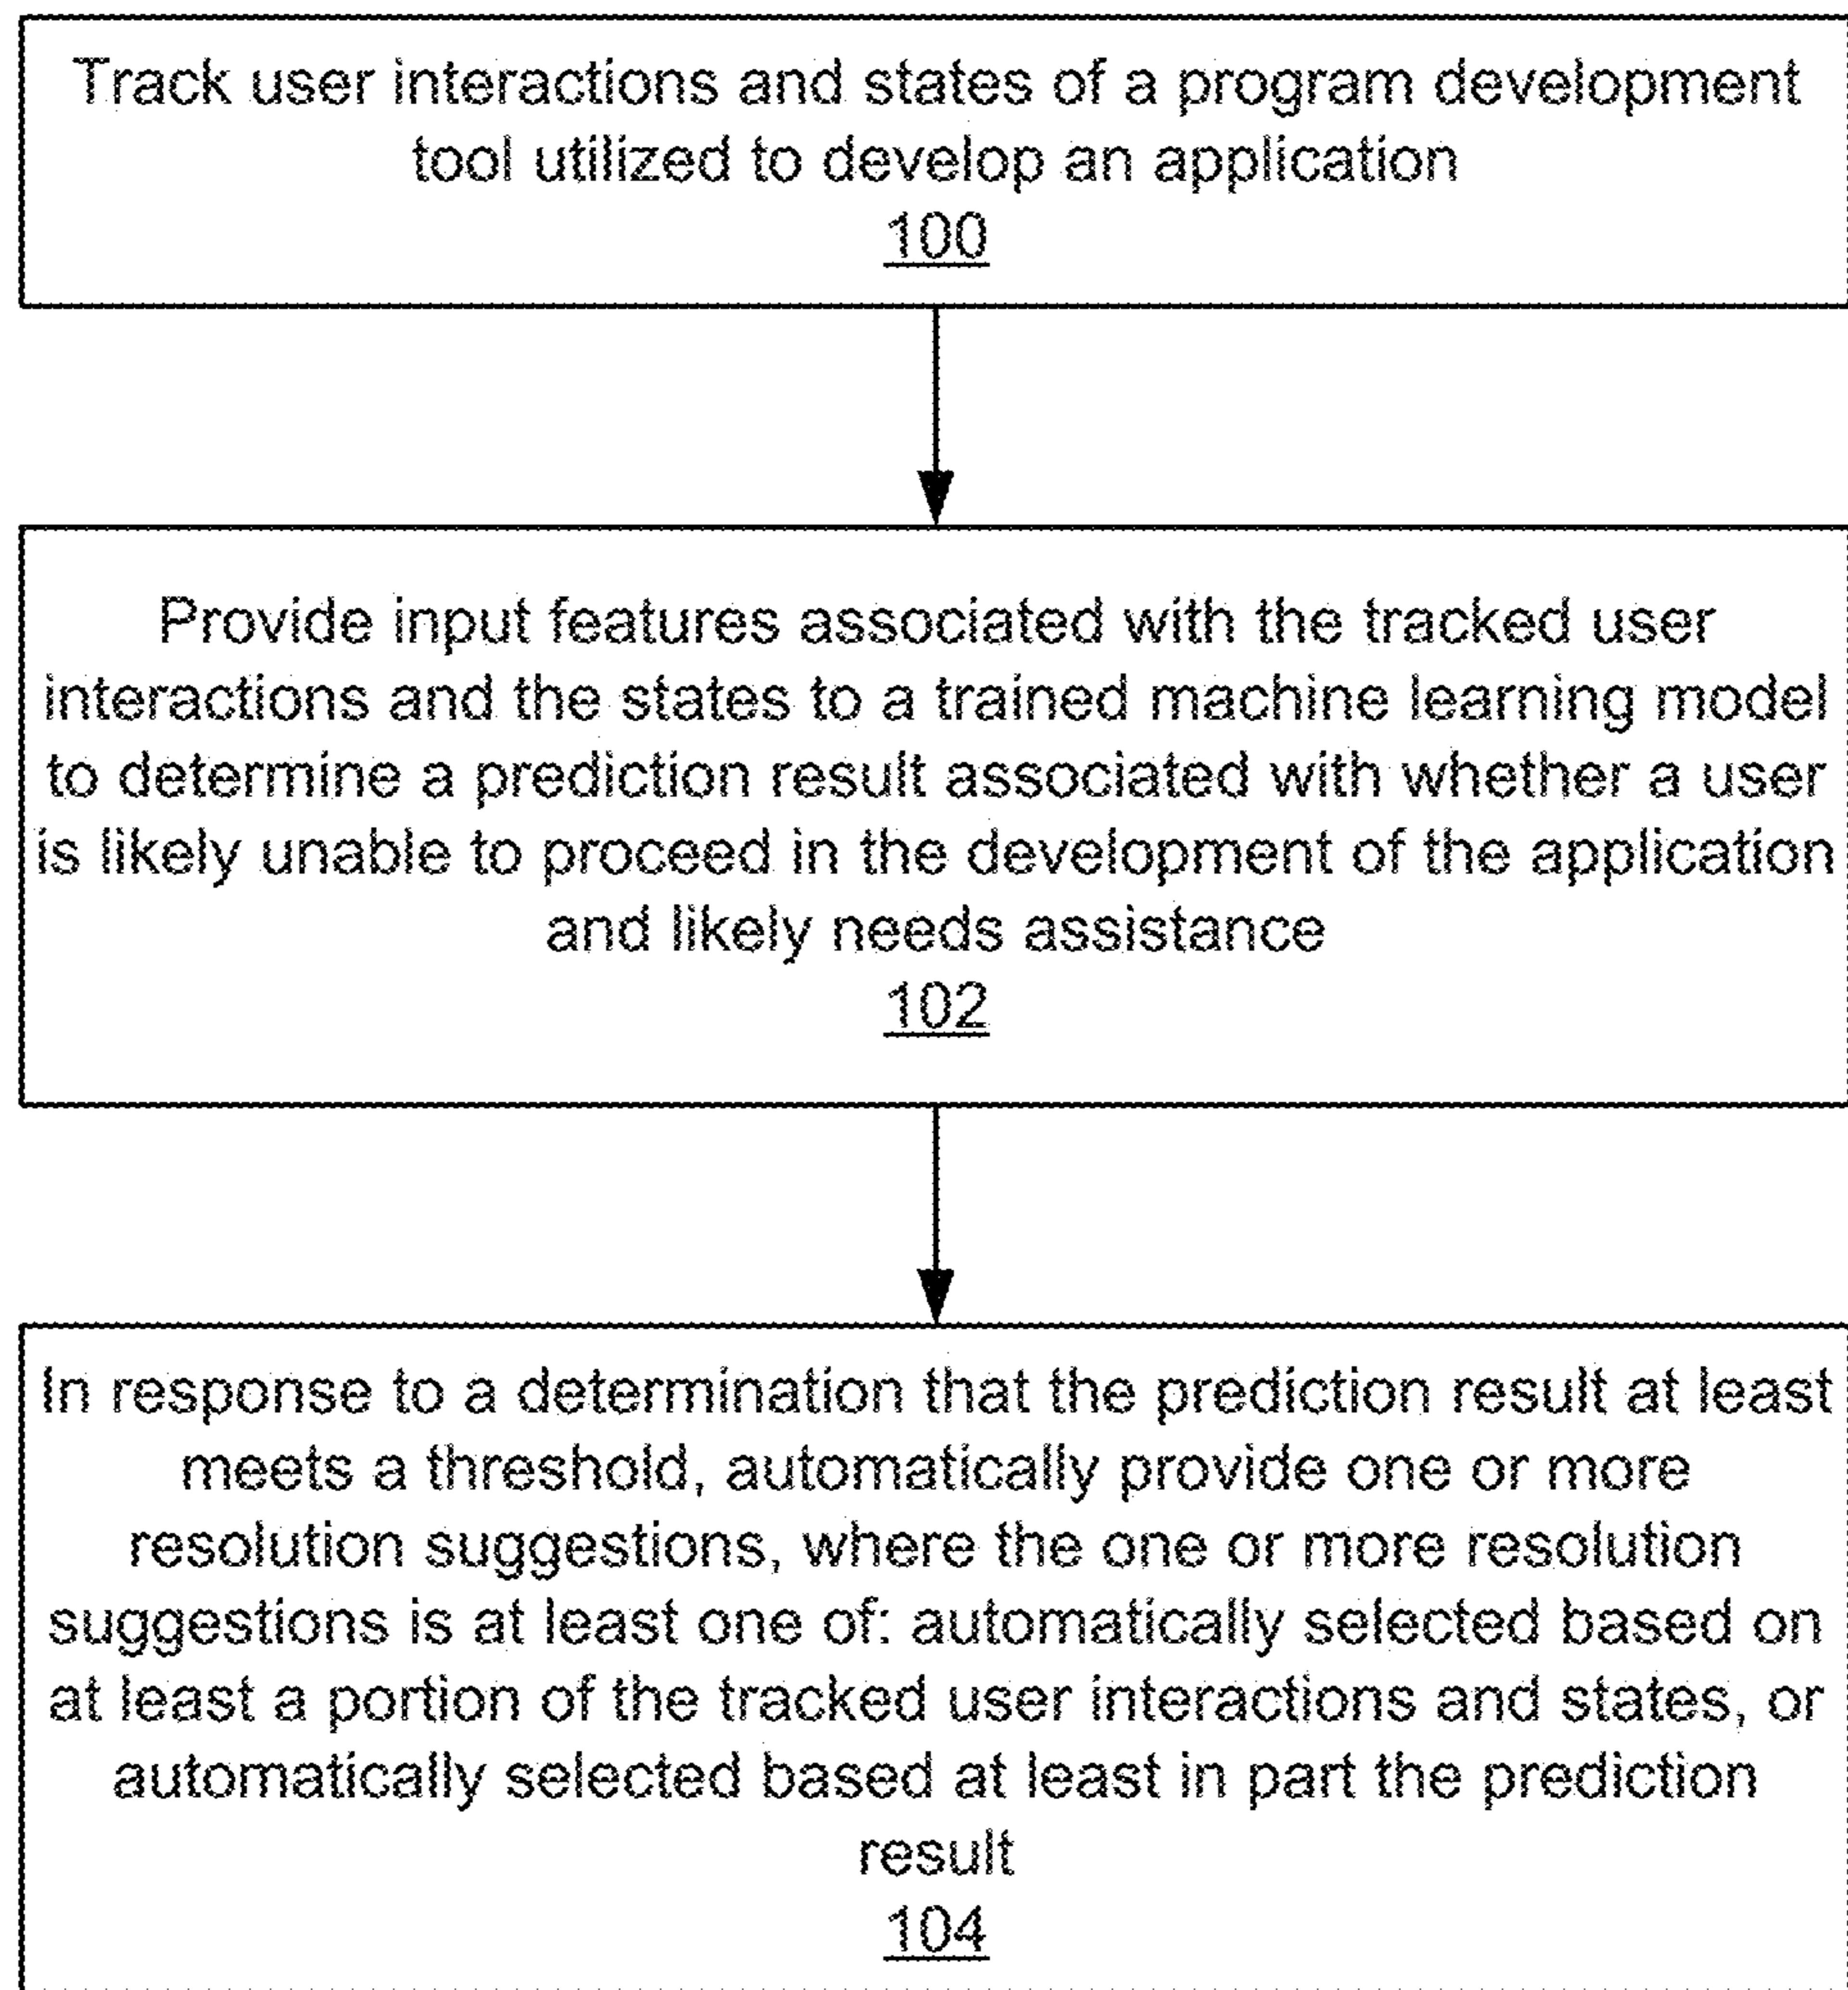 Track user interactions and states of a program development
tool utilized to develop an application
100
Provide input features associated with the tracked user
interactions and the states to a trained machine learning model
to determine a prediction result associated with whether a user
is likely unable to proceed in the development of the application
and likely needs assistance
102
In response to a determination that the prediction result at least
meets a threshold, automatically provide one or more
resolution suggestions, where the one or more resolution
suggestions is at least one of: automatically selected based on
at least a portion of the tracked user interactions and states, or
automatically selected based at least in part the prediction
result
104